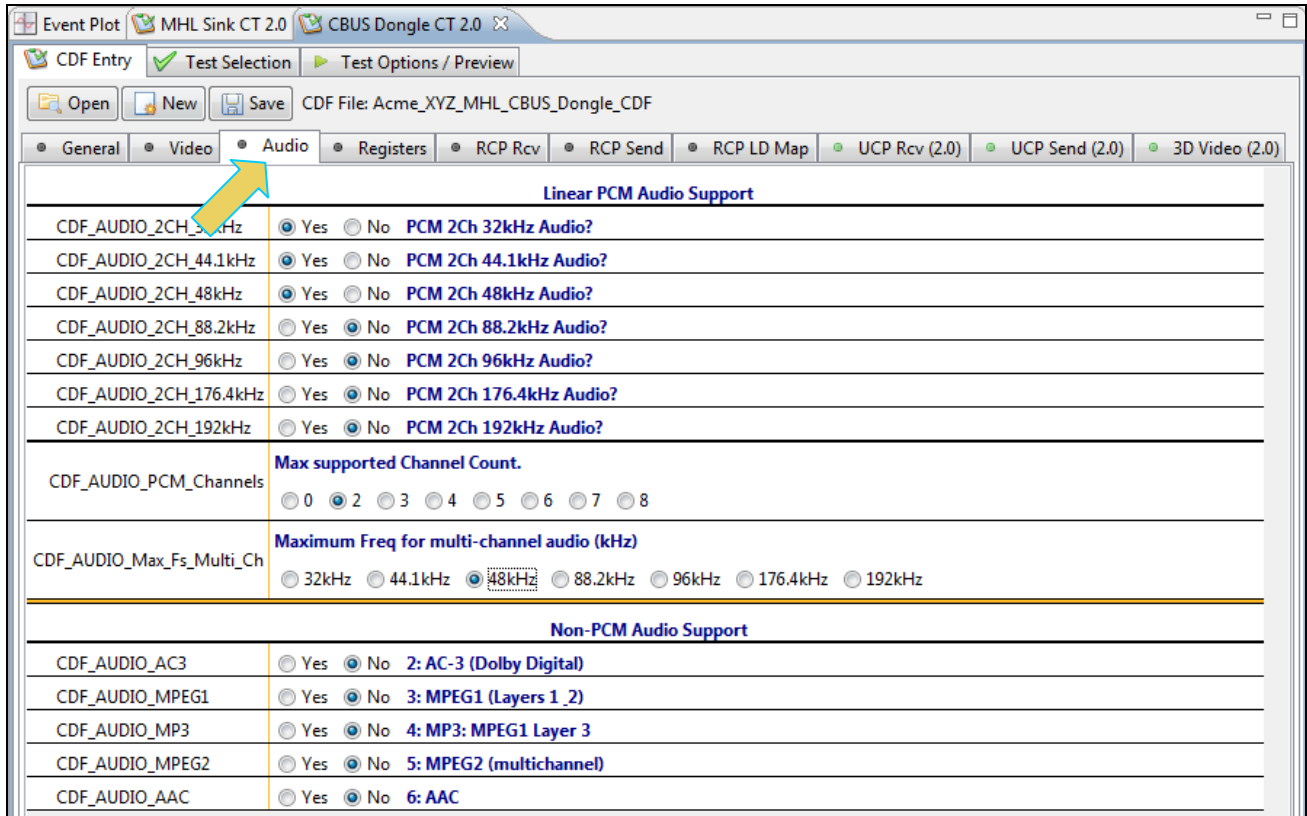 Event Plot MHL Sink CT 2.0 CBUS Dongle CT 2.0
CDF Entry Test Selection Test Options / Preview
Open New Save CDF File: Acme_XYZ_MHL_CBUS_Dongle_CDF
General Video Audio Registers RCP Rcv RCP Send RCP LD Map UCP Rcv (2.0) UCP Send (2.0) 3D Video (2.0)
Linear PCM Audio Support
Yes No PCM 2Ch 32kHz Audio?
CDF_AUDIO_2CH_44.1kHz Yes No PCM 2Ch 44.1kHz Audio?
CDF_AUDIO_2CH_48kHz Yes No PCM 2Ch 48kHz Audio?
CDF_AUDIO_2CH_88.2kHz Yes No PCM 2Ch 88.2kHz Audio?
CDF_AUDIO_2CH_96kHz Yes No PCM 2Ch 96kHz Audio?
CDF_AUDIO_2CH_176.4kHz Yes No PCM 2Ch 176.4kHz Audio?
CDF_AUDIO_2CH_192kHz Yes No PCM 2Ch 192kHz Audio?
Max supported Channel Count.
CDF_AUDIO_PCM_Channels
0 2 3 4 5 6 7 8
Maximum Freq for multi-channel audio (kHz)
CDF_AUDIO_Max_Fs_Multi_Ch
32kHz 44.1kHz 48kHz 88.2kHz 96kHz 176.4kHz 192kHz
Non-PCM Audio Support
CDF_AUDIO_AC3 Yes No 2: AC-3 (Dolby Digital)
CDF_AUDIO_MPEG1 Yes No 3: MPEG1 (Layers 1_2)
CDF_AUDIO_MP3 Yes No 4: MP3: MPEG1 Layer 3
CDF_AUDIO_MPEG2 Yes No 5: MPEG2 (multichannel)
CDF_AUDIO_AAC Yes No 6: AAC